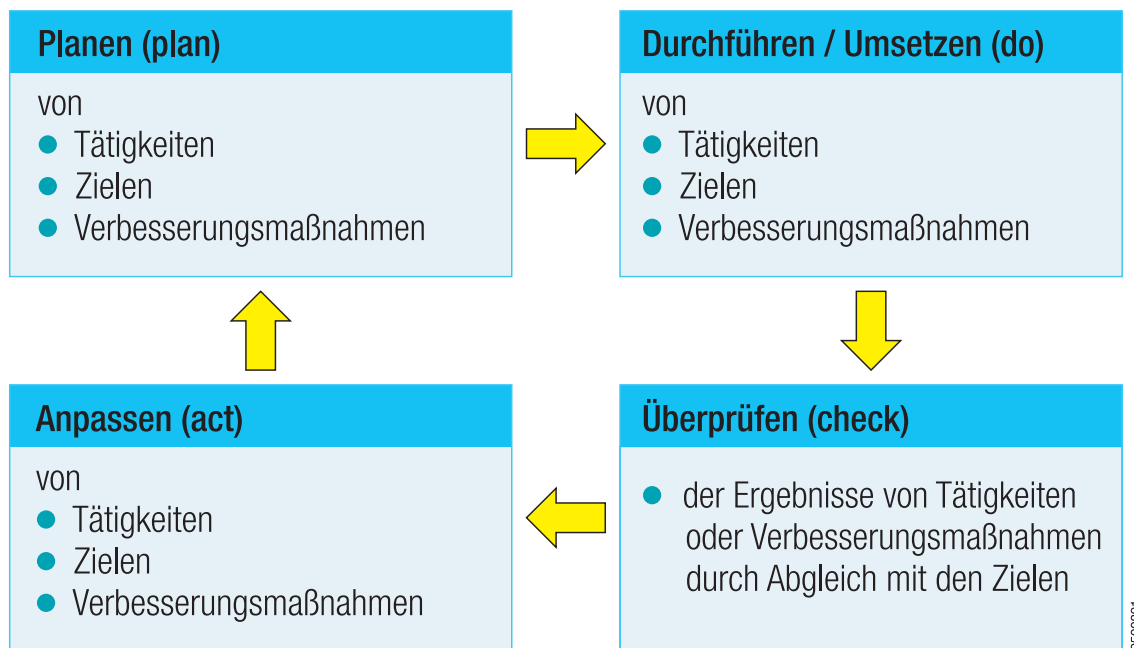 Planen (plan)
von
● Tätigkeiten
● Zielen
● Verbesserungsmaßnahmen
Durchführen / Umsetzen (do)
von
● Tätigkeiten
● Zielen
● Verbesserungsmaßnahmen
Anpassen (act)
von
● Tätigkeiten
● Zielen
● Verbesserungsmaßnahmen
Überprüfen (check)
● der Ergebnisse von Tätigkeiten
oder Verbesserungsmaßnahmen
durch Abgleich mit den Zielen